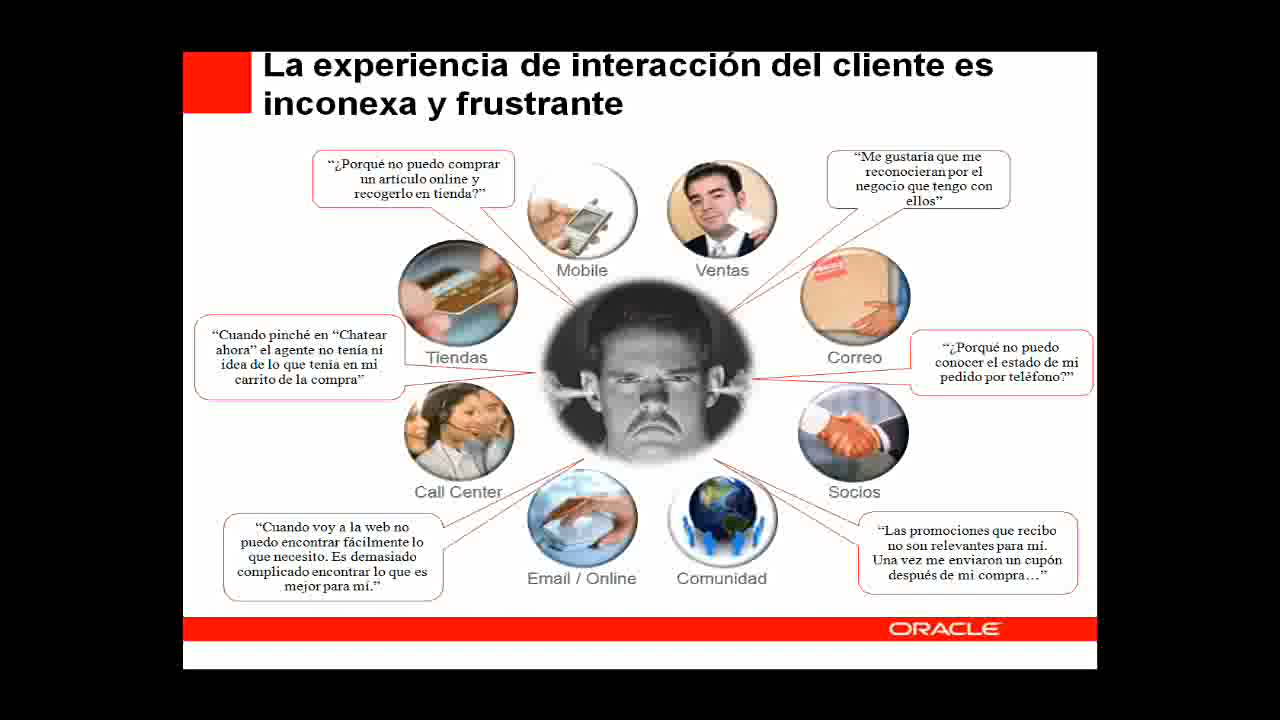 La experiencia de interacción del cliente es
inconexa y frustrante
“¿Porqué no puedo comprar
un artículo online y
recogerlo en tienda?”
“Me gustaría que me
reconocieran por el
negocio que tengo con
ellos”
Mobile
Ventas
Tiendas
Correo
“Cuando pinché en “Chatear
ahora” el agente no tenía ni
idea de lo que tenia en mi
carrito de la compra”
“¿Porqué no puedo
conocer el estado de mi
pedido por teléfono?”
Call Center
Socios
“Cuando voy a la web no
puedo encontrar fácilmente lo
que necesito. Es demasiado
complicado encontrar lo que es
mejor para mí.”
Email / Online
Comunidad
“Las promociones que recibo
no son relevantes para mí.
Una vez me enviaron un cupón
después de mi compra…”
ORACLE